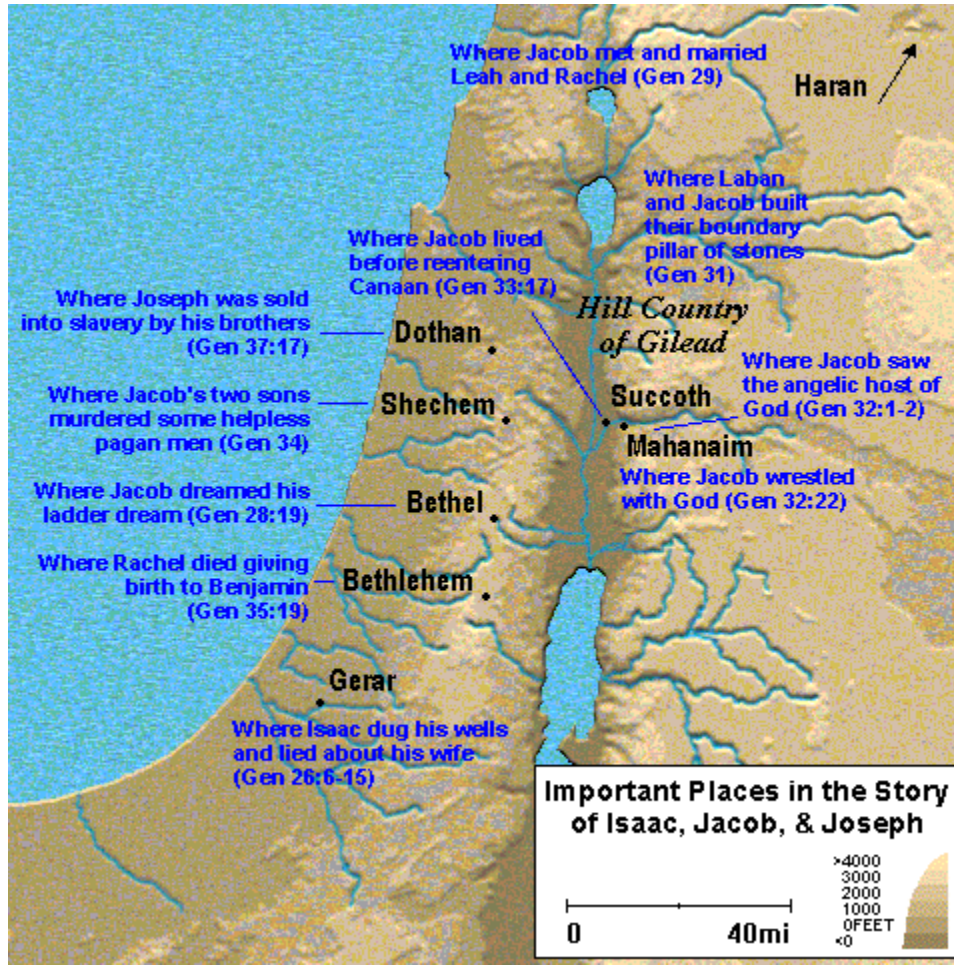 Where Jacob met and married
Leah and Rachel (Gen 29)
Haran
Where Laban
and Jacob built
their boundary
pillar of stones
(Gen 31)
Where Jacob lived
before reentering
Canaan (Gen 33:17)
Hill Country
of Gilead
Where Joseph was sold
into slavery by his brothers
(Gen 37:17)
Dothan
Where Jacob saw
the angelic host of
God (Gen 32:1-2)
Where Jacob's two sons
murdered some helpless
pagan men (Gen 34)
Shechem
Succoth
Mahanaim
Where Jacob wrestled
with God (Gen 32:22)
Where Jacob dreamed his
ladder dream (Gen 28:19)
Bethel
Where Rachel died giving
birth to Benjamin
(Gen 35:19)
Bethlehem
Gerar
Where Isaac dug his wells
and lied about his wife
(Gen 26:6-15)
Important Places in the Story
of Isaac, Jacob, & Joseph
0 40mi
>4000
3000
2000
1000
0FEET
<0